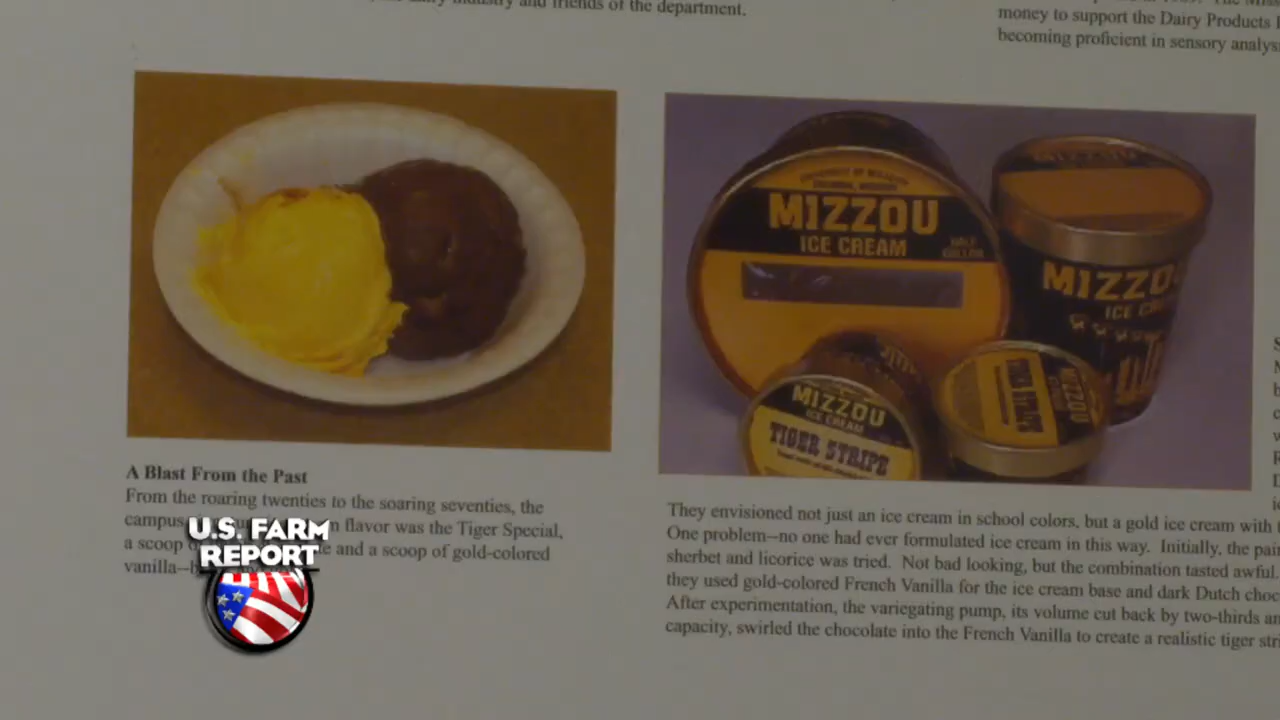 dairy industry and friends of the department.
money to support the Dairy Products
becoming proficient in sensory analysis
MIZZOU
ICE CREAM
HALF
GALLON
MIZZO
ICE CR
MIZZOU
ICE CREAM
TIGER STRIPE
MIZZOU
A Blast From the Past
From the roaring twenties to the soaring seventies, the
campus flavor was the Tiger Special,
a scoop and a scoop of gold-colored
vanilla
U.S. FARM
REPORT
They envisioned not just an ice cream in school colors, but a gold ice cream with
One problem--no one had ever formulated ice cream in this way. Initially, the
sherbet and licorice was tried. Not bad looking, but the combination tasted awful.
they used gold-colored French Vanilla for the ice cream base and dark Dutch choc
After experimentation, the variegating pump, its volume cut back by two-thirds
capacity, swirled the chocolate into the French Vanilla to create a realistic tiger